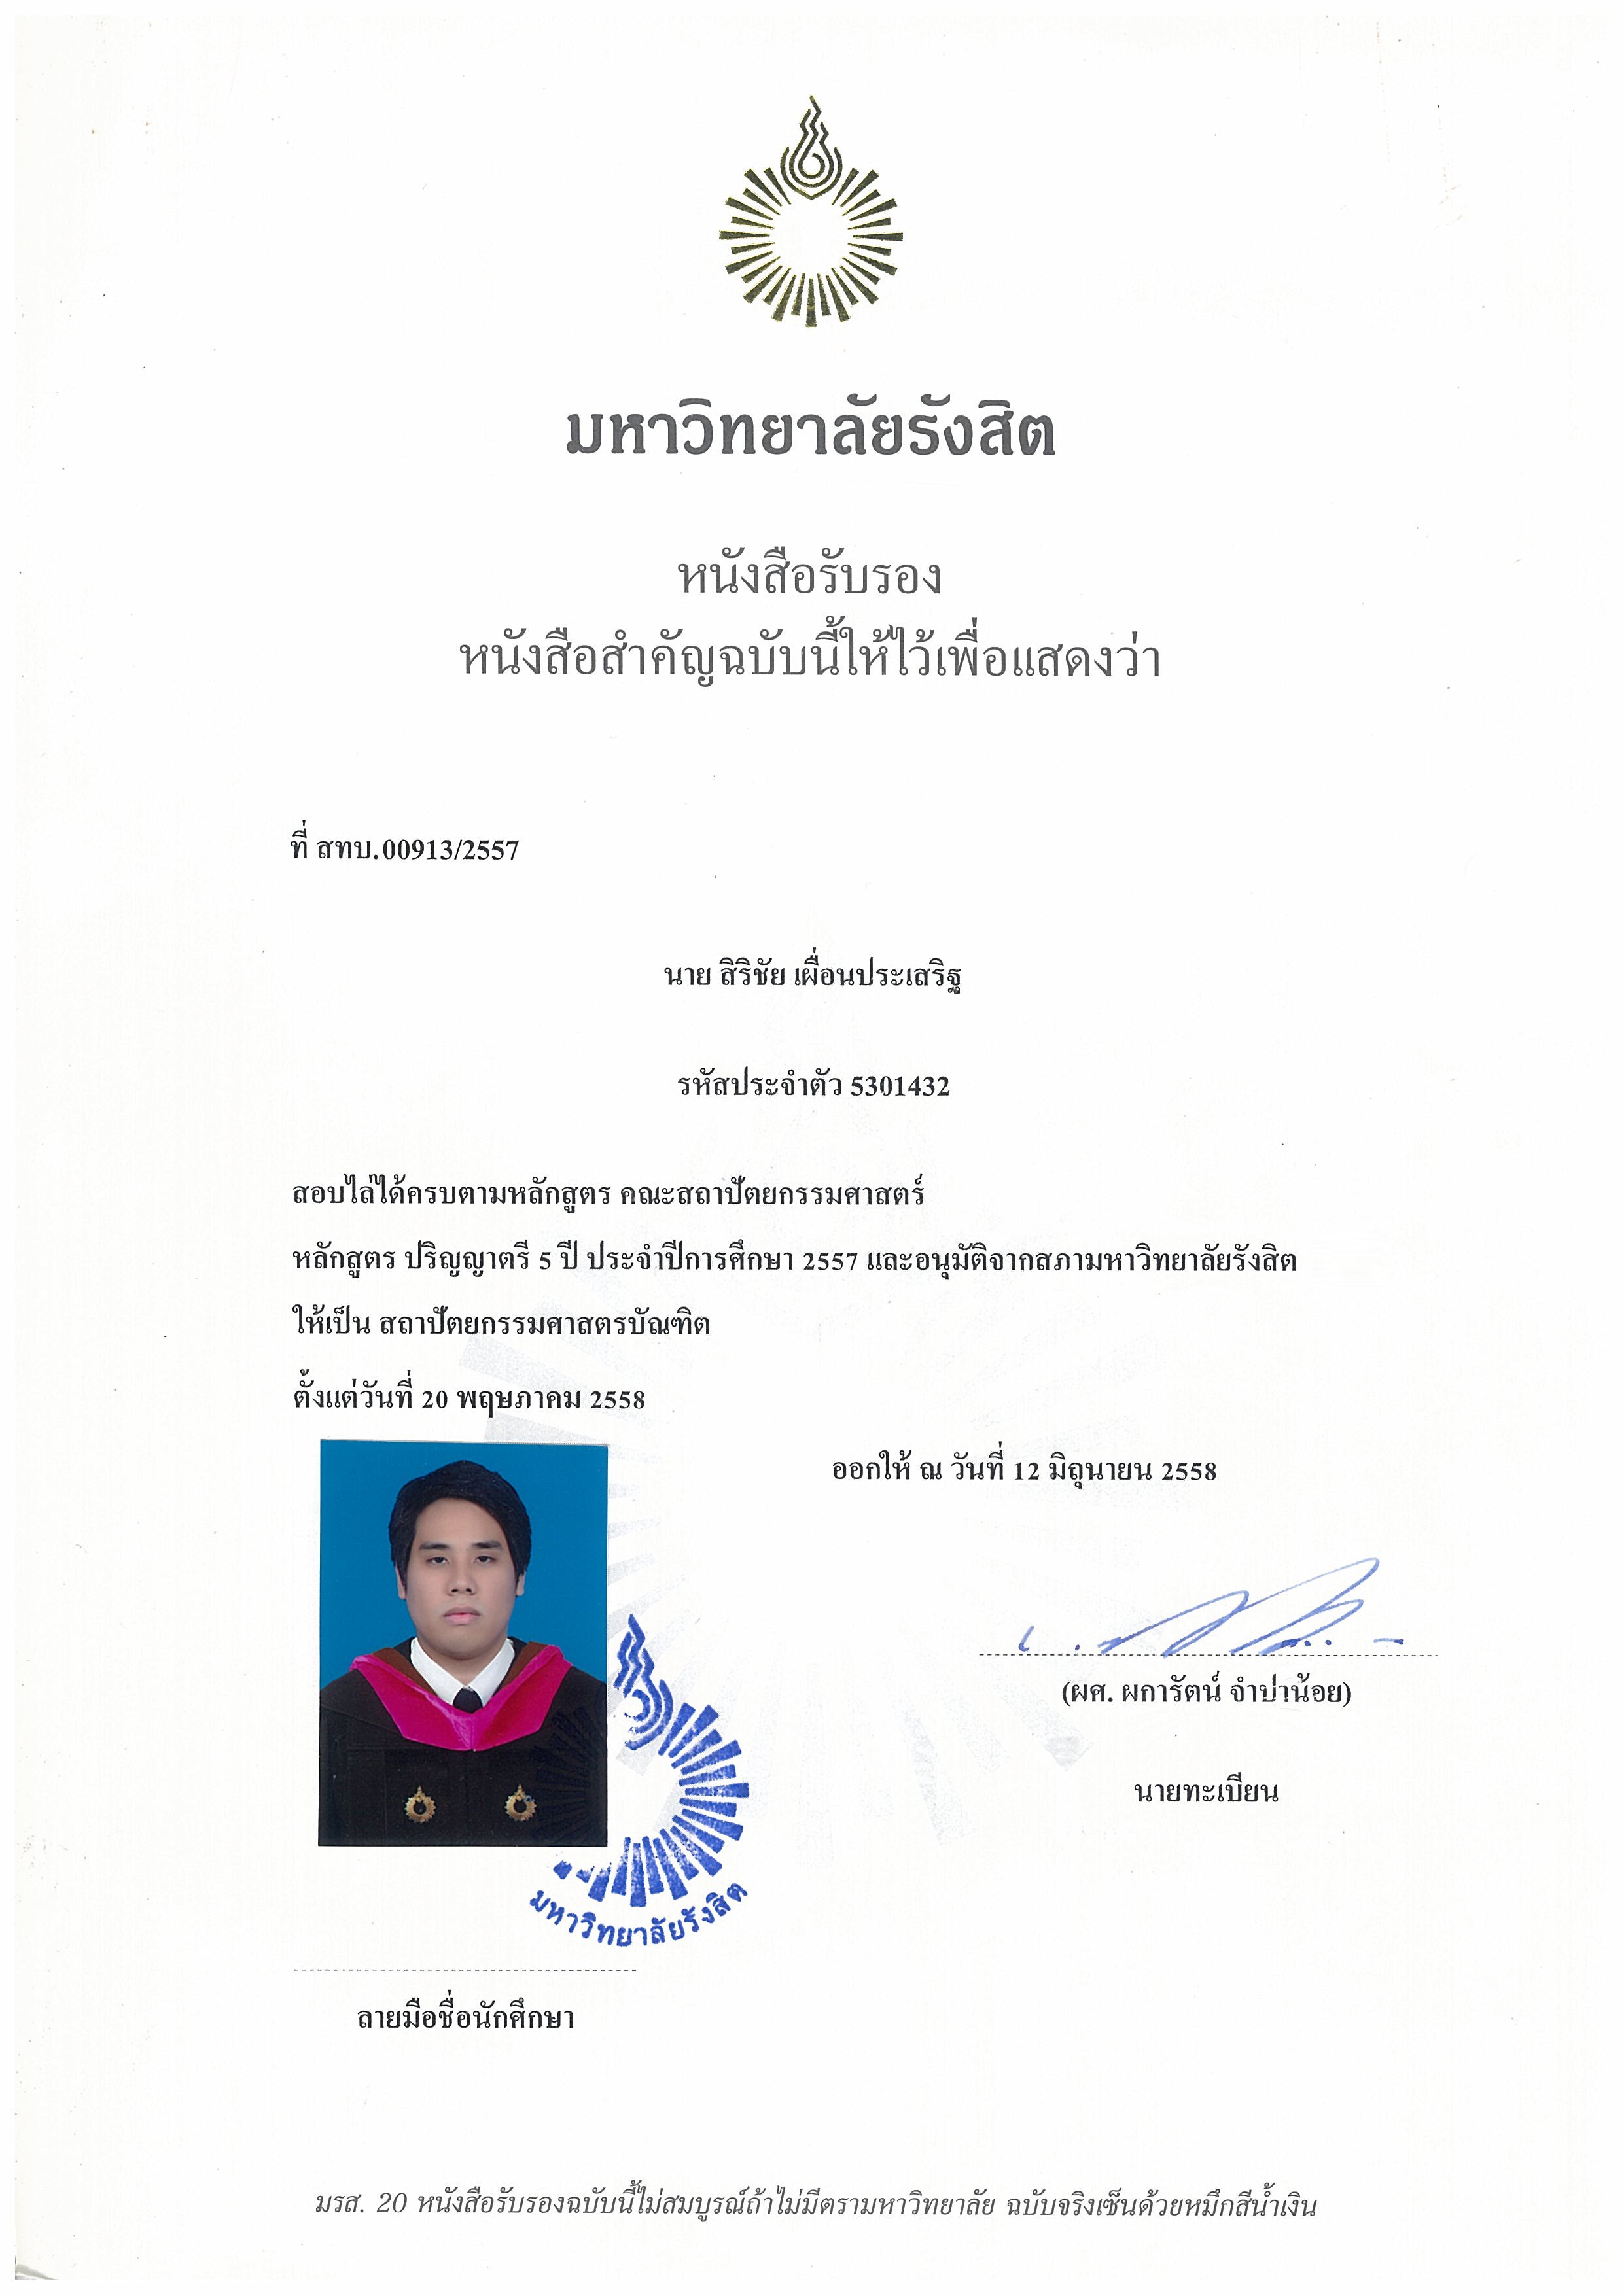 มหาวิทยาลัยรังสิต
หนังสือรับรอง
หนังสือสำคัญฉบับนี้ให้ไว้เพื่อแสดงว่า
ที่ สทบ.00913/2557
นาย สิริชัย เผื่อนประเสริฐ
รหัสประจำตัว 5301432
สอบไล่ได้ครบตามหลักสูตร คณะสถาปัตยกรรมศาสตร์
หลักสูตร ปริญญาตรี 5 ปี ประจำปีการศึกษา 2557 และอนุมัติจากสภามหาวิทยาลัยรังสิต
ให้เป็น สถาปัตยกรรมศาสตรบัณฑิต
ตั้งแต่วันที่ 20 พฤษภาคม 2558
ออกให้ ณ วันที่ 12 มิถุนายน 2558
(ผศ. ผการัตน์ จำปาน้อย)
นายทะเบียน
มหาวิทยาลัยรังสิต
ลายมือชื่อนักศึกษา
มรส. 20 หนังสือรับรองฉบับนี้ไม่สมบูรณ์ถ้าไม่มีตรามหาวิทยาลัย ฉบับจริงเซ็นด้วยหมึกสีน้ำเงิน